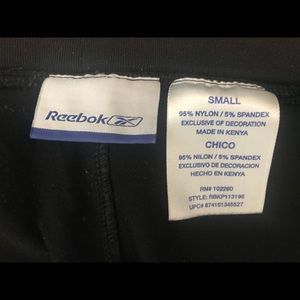 Reebok
SMALL
95% NYLON / 5% SPANDEX
EXCLUSIVE OF DECORATION
MADE IN KENYA
CHICO
95% NILON / 5% SPANDEX
EXCLUSIVO DE DECORACION
HECHO EN KENYA
RN# 102260
STYLE: RBKP113196
UPC# 674151345527